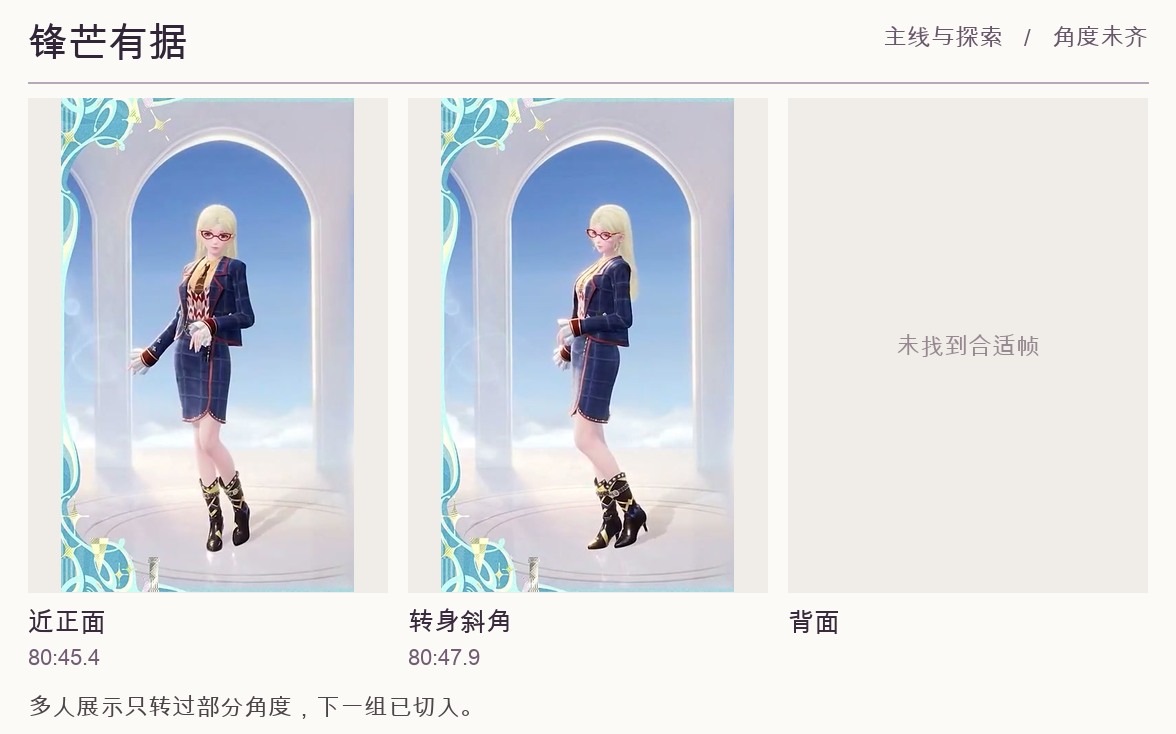 锋芒有据
主线与探索 / 角度未齐
未找到合适帧
近正面
转身斜角
背面
80:45.4
80:47.9
多人展示只转过部分角度，下一组已切入。